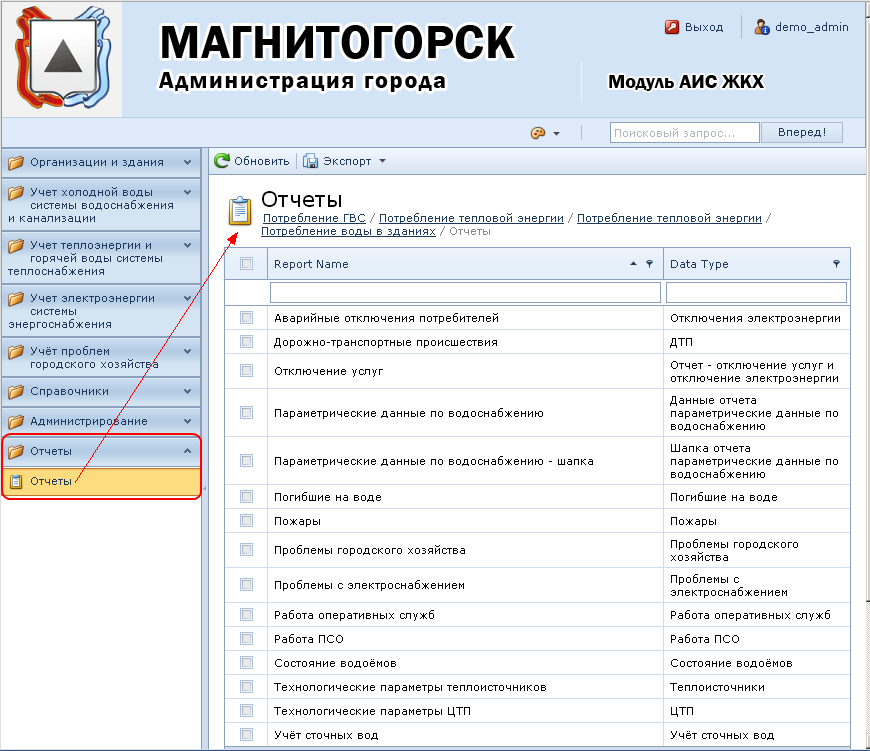 МАГНИТОГОРСК
Администрация города
Модуль АИС ЖКХ
Выход
demo_admin
Поисковый запрос...
Вперед!
Организации и здания
Учет холодной воды
системы водоснабжения
и канализации
Учет теплоэнергии и
горячей воды системы
теплоснабжения
Учет электроэнергии
системы
энергоснабжения
Учёт проблем
городского хозяйства
Справочники
Администрирование
Отчеты
Отчеты
Обновить
Экспорт
Отчеты
Потребление ГВС / Потребление тепловой энергии / Потребление тепловой энергии /
Потребление воды в зданиях / Отчеты
Report Name Data Type
Аварийные отключения потребителей Отключения электроэнергии
Дорожно-транспортные происшествия ДТП
Отключение услуг Отчет - отключение услуг и
отключение электроэнергии
Параметрические данные по водоснабжению Данные отчета
параметрические данные по
водоснабжению
Параметрические данные по водоснабжению - шапка Шапка отчета
параметрические данные по
водоснабжению
Погибшие на воде Погибшие на воде
Пожары Пожары
Проблемы городского хозяйства Проблемы городского
хозяйства
Проблемы с электроснабжением Проблемы с
электроснабжением
Работа оперативных служб Работа оперативных служб
Работа ПСО Работа ПСО
Состояние водоёмов Состояние водоёмов
Технологические параметры теплоисточников Теплоисточники
Технологические параметры ЦТП ЦТП
Учёт сточных вод Учёт сточных вод